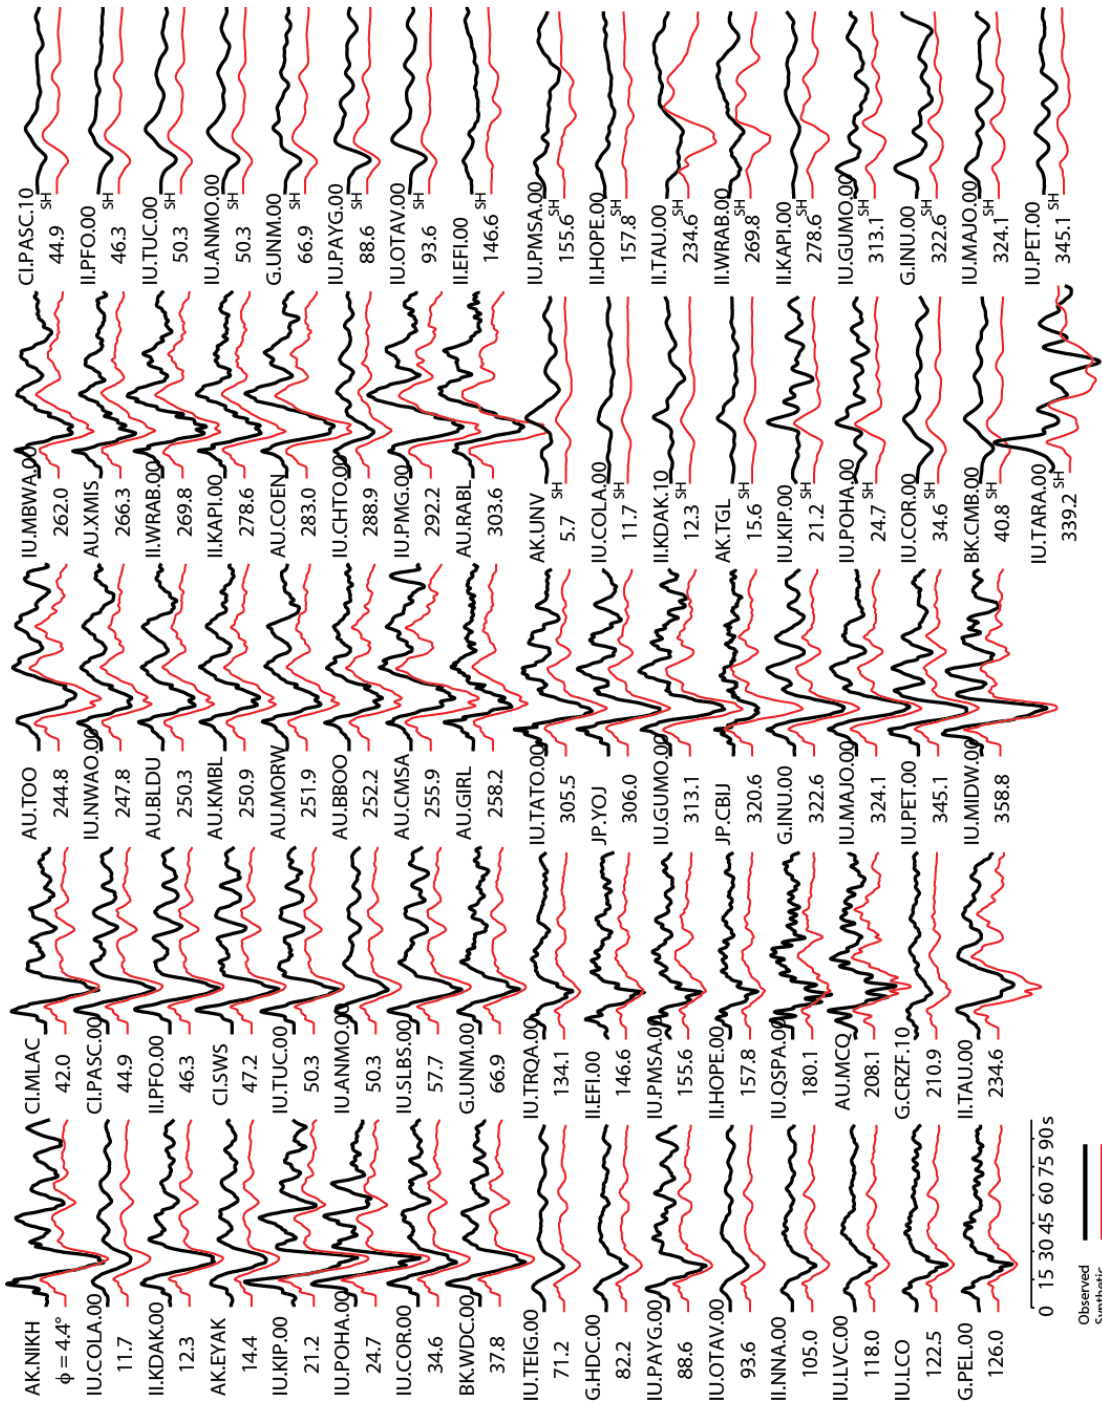 AK.NIKH
ϕ = 4.4°
IU.COLA.00
11.7
II.KDAK.00
12.3
AK.EYAK
14.4
IU.KIP.00
21.2
IU.POHA.00
24.7
IU.COR.00
34.6
BK.WDC.00
37.8
IU.TEIG.00
71.2
G.HDC.00
82.2
IU.PAYG.00
88.6
IU.OTAV.00
93.6
II.NNA.00
105.0
IU.LVC.00
118.0
IU.LCO
122.5
G.PEL.00
126.0
CI.MLAC
42.0
CI.PASC.00
44.9
II.PFO.00
46.3
CI.SWS
47.2
IU.TUC.00
50.3
IU.ANMO.00
50.3
IU.SLBS.00
57.7
G.UNM.00
66.9
IU.TRQA.00
134.1
II.EFI.00
146.6
IU.PMSA.00
155.6
II.HOPE.00
157.8
IU.QSPA.00
180.1
AU.MCQ
208.1
G.CRZF.10
210.9
II.TAU.00
234.6
AU.TOO
244.8
IU.NWAO.00
247.8
AU.BLDU
250.3
AU.KMBL
250.9
AU.MORW
251.9
AU.BBOO
252.2
AU.CMSA
255.9
AU.GIRL
258.2
IU.TATO.00
305.5
JP.YOJ
306.0
IU.GUMO.00
313.1
JP.CBIJ
320.6
G.INU.00
322.6
IU.MAJO.00
324.1
IU.PET.00
345.1
IU.MIDW.00
358.8
IU.MBWA.00
262.0
AU.XMIS
266.3
II.WRAB.00
269.8
II.KAPI.00
278.6
AU.COEN
283.0
IU.CHTO.00
288.9
IU.PMG.00
292.2
AU.RABL
303.6
AK.UNV
5.7 SH
IU.COLA.00
11.7 SH
II.KDAK.10
12.3 SH
AK.TGL
15.6 SH
IU.KIP.00
21.2 SH
IU.POHA.00
24.7 SH
IU.COR.00
34.6 SH
BK.CMB.00
40.8 SH
IU.TARA.00
339.2 SH
CI.PASC.10
44.9 SH
II.PFO.00
46.3 SH
IU.TUC.00
50.3 SH
IU.ANMO.00
50.3 SH
G.UNM.00
66.9 SH
IU.PAYG.00
88.6 SH
IU.OTAV.00
93.6 SH
II.EFI.00
146.6 SH
IU.PMSA.00
155.6 SH
II.HOPE.00
157.8 SH
II.TAU.00
234.6 SH
II.WRAB.00
269.8 SH
II.KAPI.00
278.6 SH
IU.GUMO.00
313.1 SH
G.INU.00
322.6 SH
IU.MAJO.00
324.1 SH
IU.PET.00
345.1 SH
0 15 30 45 60 75 90s
Observed
Synthetic